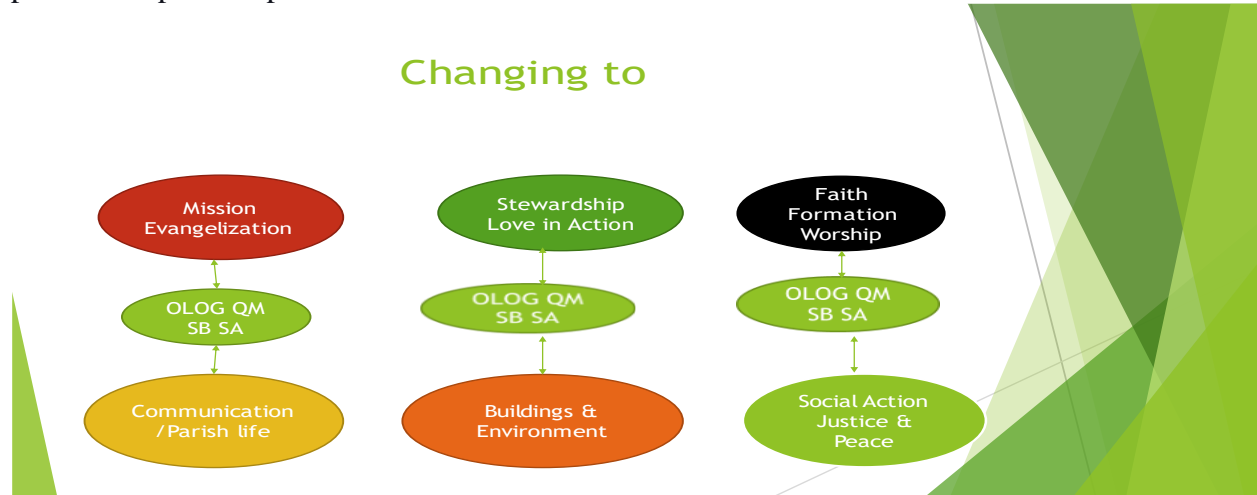 Changing to
Mission
Evangelization
Stewardship
Love in Action
Faith
Formation
Worship
OLOG QM
SB SA
OLOG QM
SB SA
OLOG QM
SB SA
Communication
/Parish life
Buildings &
Environment
Social Action
Justice &
Peace